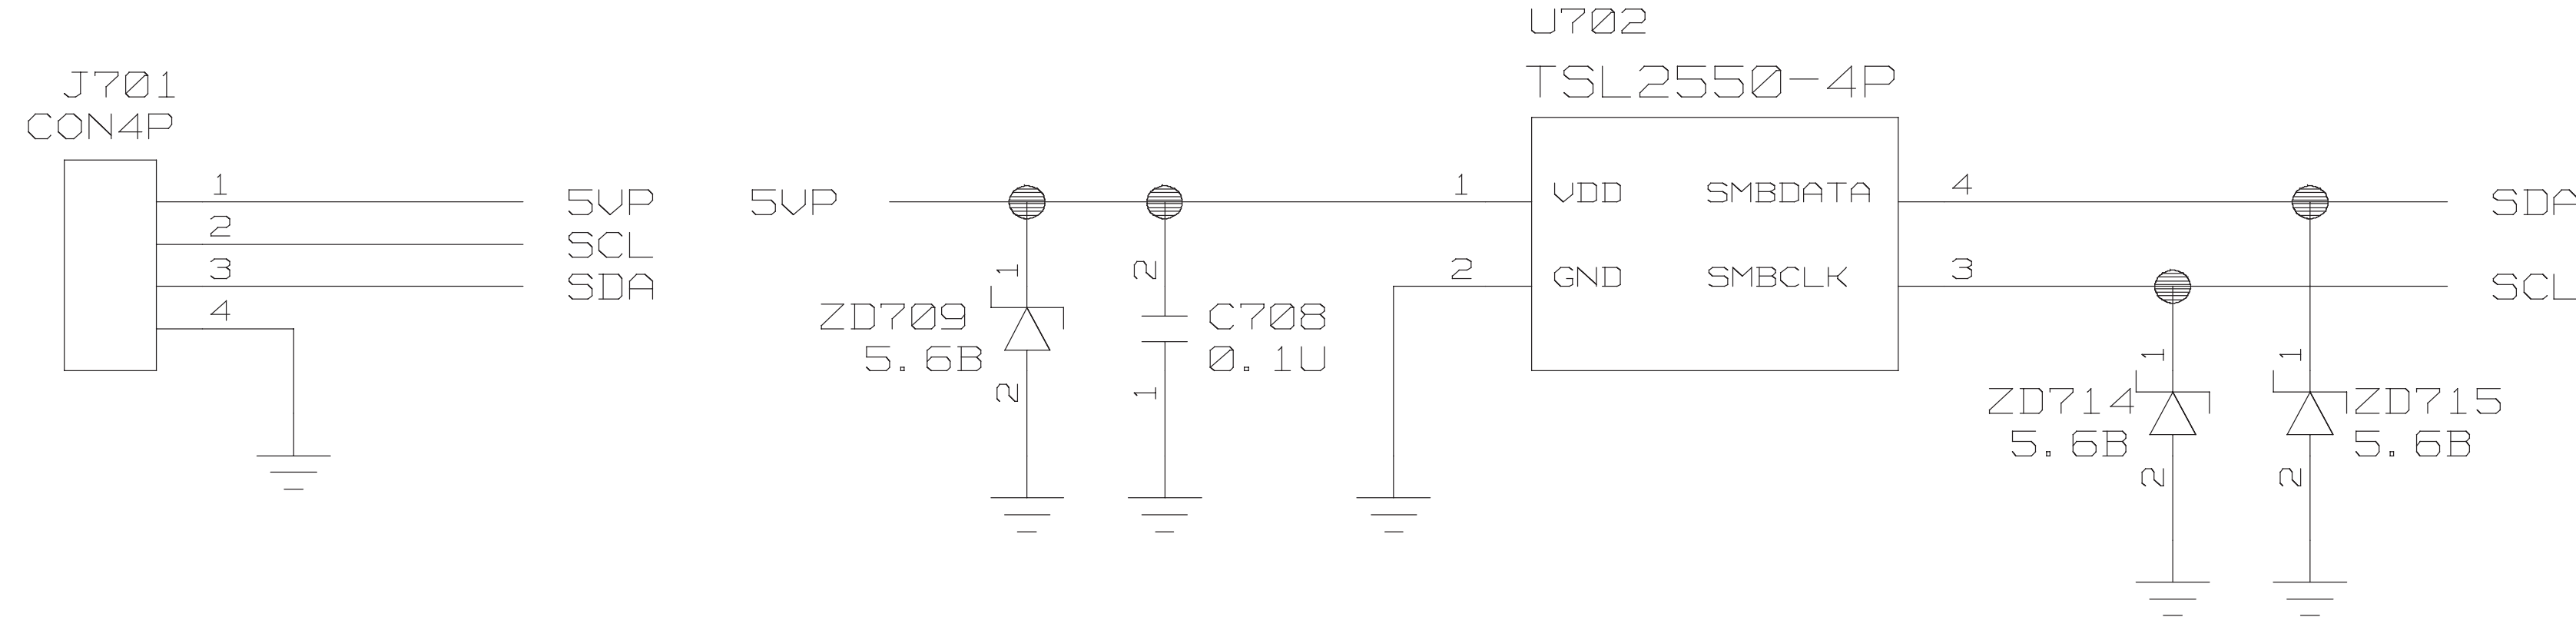 J701
CON4P
1
5VP
2
SCL
3
SDA
4
5VP
1
ZD709
5.6B
2
2
C708
0.1U
1
U702
TSL2550-4P
1
VDD
SMBDATA
4
2
GND
SMBCLK
3
SDA
SCL
1
ZD714
5.6B
2
1
ZD715
5.6B
2